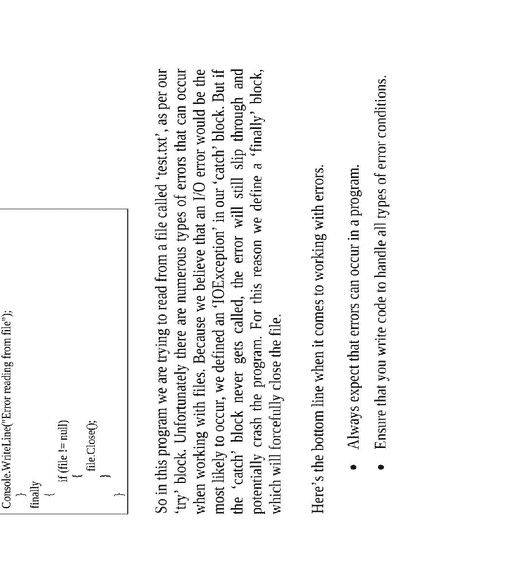 Console.WriteLine("Error reading from file");
}
finally
{
if (file != null)
{
file.Close();
}
}
So in this program we are trying to read from a file called ‘test.txt’, as per our
‘try’ block. Unfortunately there are numerous types of errors that can occur
when working with files. Because we believe that an I/O error would be the
most likely to occur, we defined an ‘IOException’ in our ‘catch’ block. But if
the ‘catch’ block never gets called, the error will still slip through and
potentially crash the program. For this reason we define a ‘finally’ block,
which will forcefully close the file.
Here’s the bottom line when it comes to working with errors.
• Always expect that errors can occur in a program.
• Ensure that you write code to handle all types of error conditions.